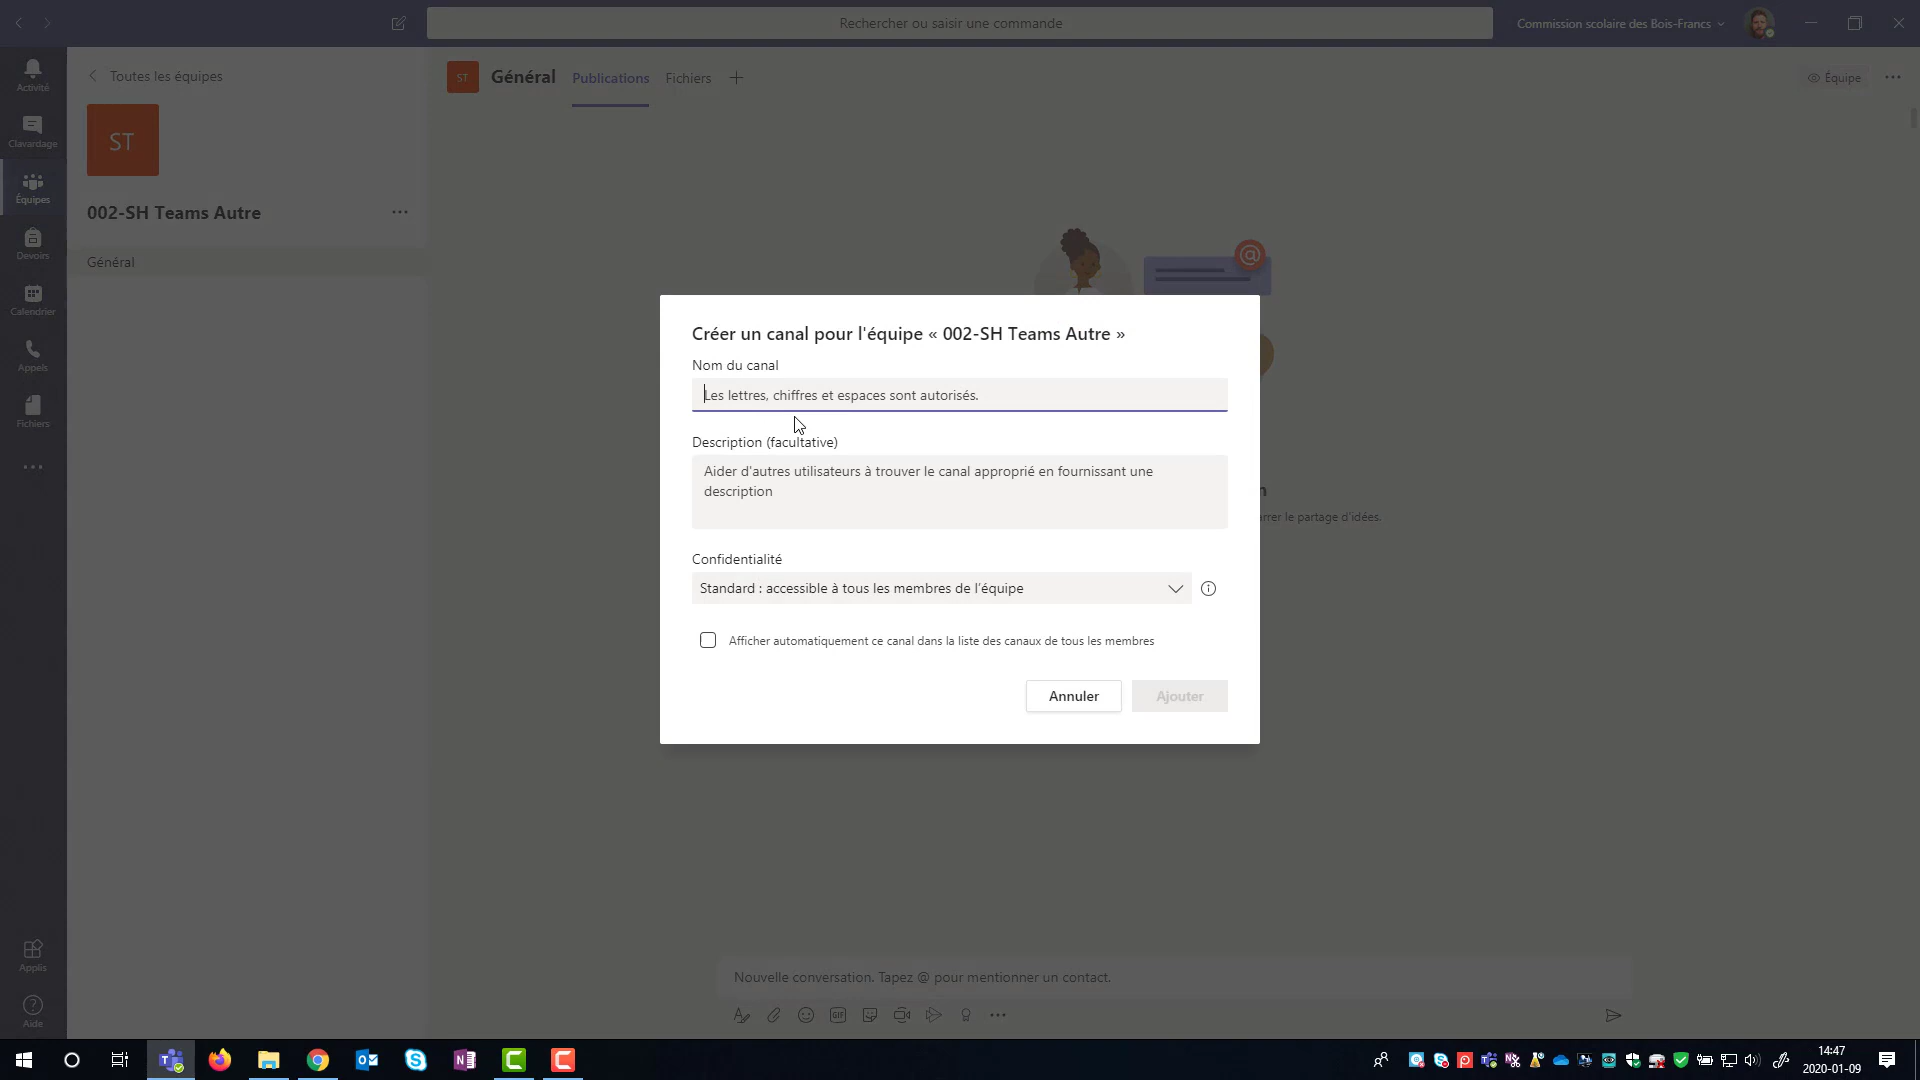 Rechercher ou saisir une commande
Commission scolaire des Bois-Francs
Activité
Clavardage
Équipes
Devoirs
Calendrier
Appels
Fichiers
Applis
Aide
Toutes les équipes
ST
002-SH Teams Autre
Général
ST
Général
Publications
Fichiers
Équipe
Créer un canal pour l'équipe « 002-SH Teams Autre »
Nom du canal
Les lettres, chiffres et espaces sont autorisés.
Description (facultative)
Aider d'autres utilisateurs à trouver le canal approprié en fournissant une
description
Confidentialité
Standard : accessible à tous les membres de l'équipe
Afficher automatiquement ce canal dans la liste des canaux de tous les membres
Annuler
Ajouter
le partage d'idées.
Nouvelle conversation. Tapez @ pour mentionner un contact.
GIF
14:47
2020-01-09